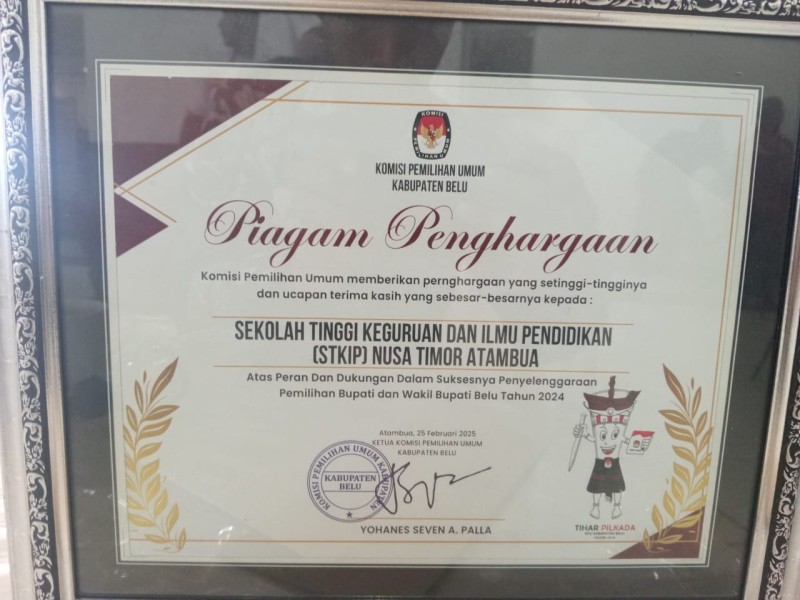 KOMISI
PEMILIHAN UMUM
KOMISI PEMILIHAN UMUM
KABUPATEN BELU
Piagam Penghargaan
Komisi Pemilihan Umum memberikan pernghargaan yang setinggi-tingginya
dan ucapan terima kasih yang sebesar-besarnya kepada :
SEKOLAH TINGGI KEGURUAN DAN ILMU PENDIDIKAN
(STKIP) NUSA TIMOR ATAMBUA
Atas Peran Dan Dukungan Dalam Suksesnya Penyelenggaraan
Pemilihan Bupati dan Wakil Bupati Belu Tahun 2024
Atambua, 25 Februari 2025
KETUA KOMISI PEMILIHAN UMUM
KABUPATEN BELU
KOMISI PEMILIHAN UMUM KABUPATEN
KABUPATEN
BELU
YOHANES SEVEN A. PALLA
TIHAR PILKADA